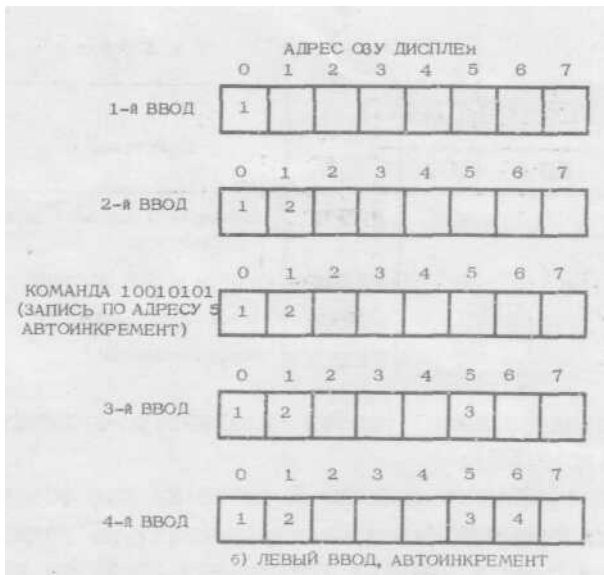 АДРЕС ОЗУ ДИСПЛЕЯ
0 1 2 3 4 5 6 7
1-й ВВОД 1
0 1 2 3 4 5 6 7
2-й ВВОД 1 2
0 1 2 3 4 5 6 7
КОМАНДА 10010101
(ЗАПИСЬ ПО АДРЕСУ 5 1 2
АВТОИНКРЕМЕНТ)
0 1 2 3 4 5 6 7
3-й ВВОД 1 2 3
0 1 2 3 4 5 6 7
4-й ВВОД 1 2 3 4
б) ЛЕВЫЙ ВВОД, АВТОИНКРЕМЕНТ